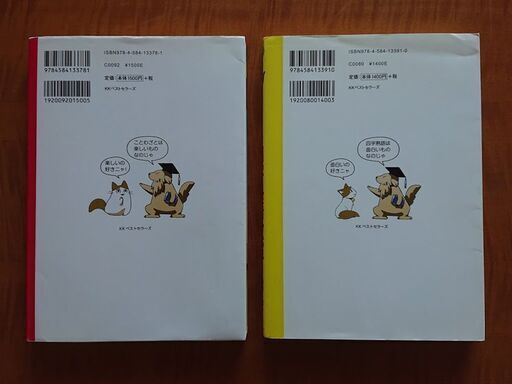 ISBN978-4-584-13378-1
C0092 ¥1500E
定価 本体1500円 +税
KKベストセラーズ
9784584133781
1920092015005
ことわざとは
楽しいもの
なのじゃ
楽しいの
好きニャ!
KK ベストセラーズ
ISBN978-4-584-13391-0
C0080 ¥1400E
定価 本体1400円 +税
KKベストセラーズ
9784584133910
1920080014003
四字熟語は
面白いもの
なのじゃ
面白いの
好きニャ
KK ベストセラーズ